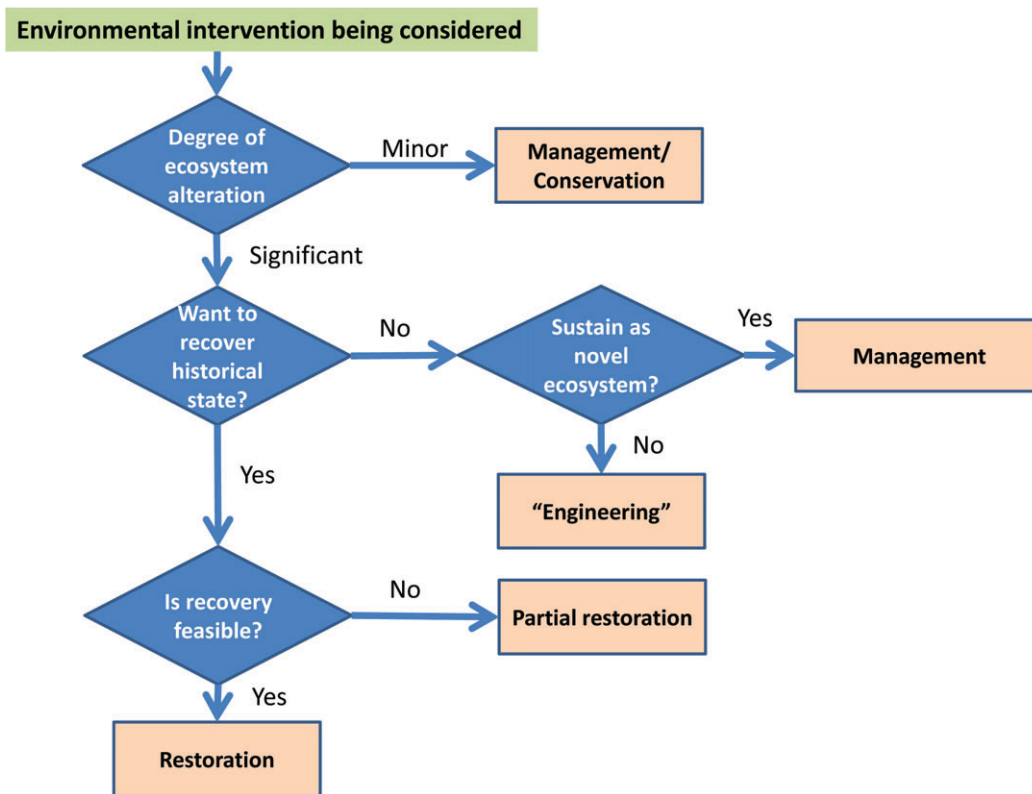 Environmental intervention being considered
Degree of
ecosystem
alteration
Minor
Management/
Conservation
Significant
Want to
recover
historical
state?
No
Sustain as
novel
ecosystem?
Yes
Management
No
“Engineering”
Yes
Is recovery
feasible?
No
Partial restoration
Yes
Restoration